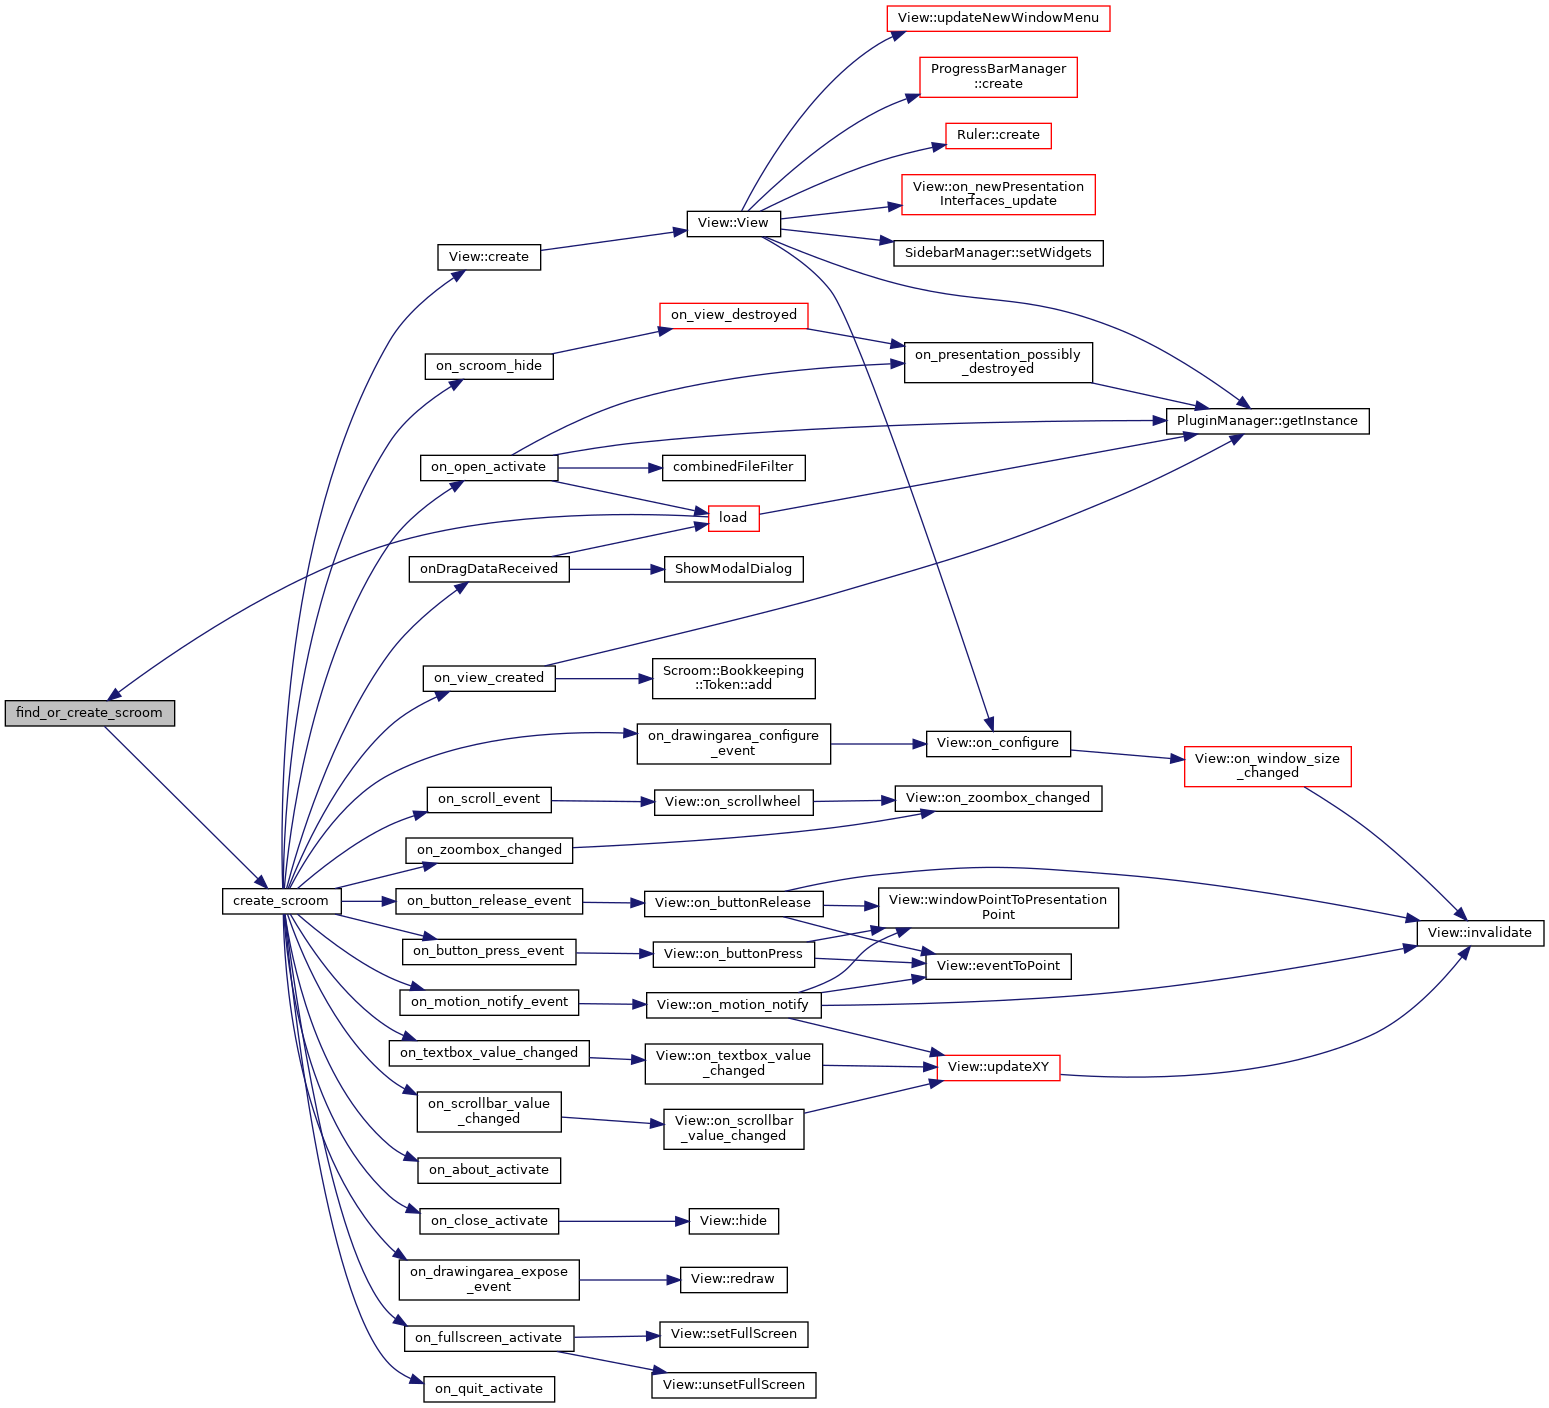 View::updateNewWindowMenu
ProgressBarManager
::create
Ruler::create
View::on_newPresentation
Interfaces_update
View::View
SidebarManager::setWidgets
View::create
on_view_destroyed
on_presentation_possibly
_destroyed
on_scroom_hide
PluginManager::getInstance
on_open_activate
combinedFileFilter
load
onDragDataReceived
ShowModalDialog
on_view_created
Scroom::Bookkeeping
::Token::add
find_or_create_scroom
on_drawingarea_configure
_event
View::on_configure
View::on_window_size
_changed
on_scroll_event
View::on_scrollwheel
View::on_zoombox_changed
on_zoombox_changed
create_scroom
on_button_release_event
View::on_buttonRelease
View::windowPointToPresentation
Point
View::invalidate
on_button_press_event
View::on_buttonPress
View::eventToPoint
on_motion_notify_event
View::on_motion_notify
on_textbox_value_changed
View::on_textbox_value
_changed
View::updateXY
on_scrollbar_value
_changed
View::on_scrollbar
_value_changed
on_about_activate
on_close_activate
View::hide
on_drawingarea_expose
_event
View::redraw
on_fullscreen_activate
View::setFullScreen
View::unsetFullScreen
on_quit_activate